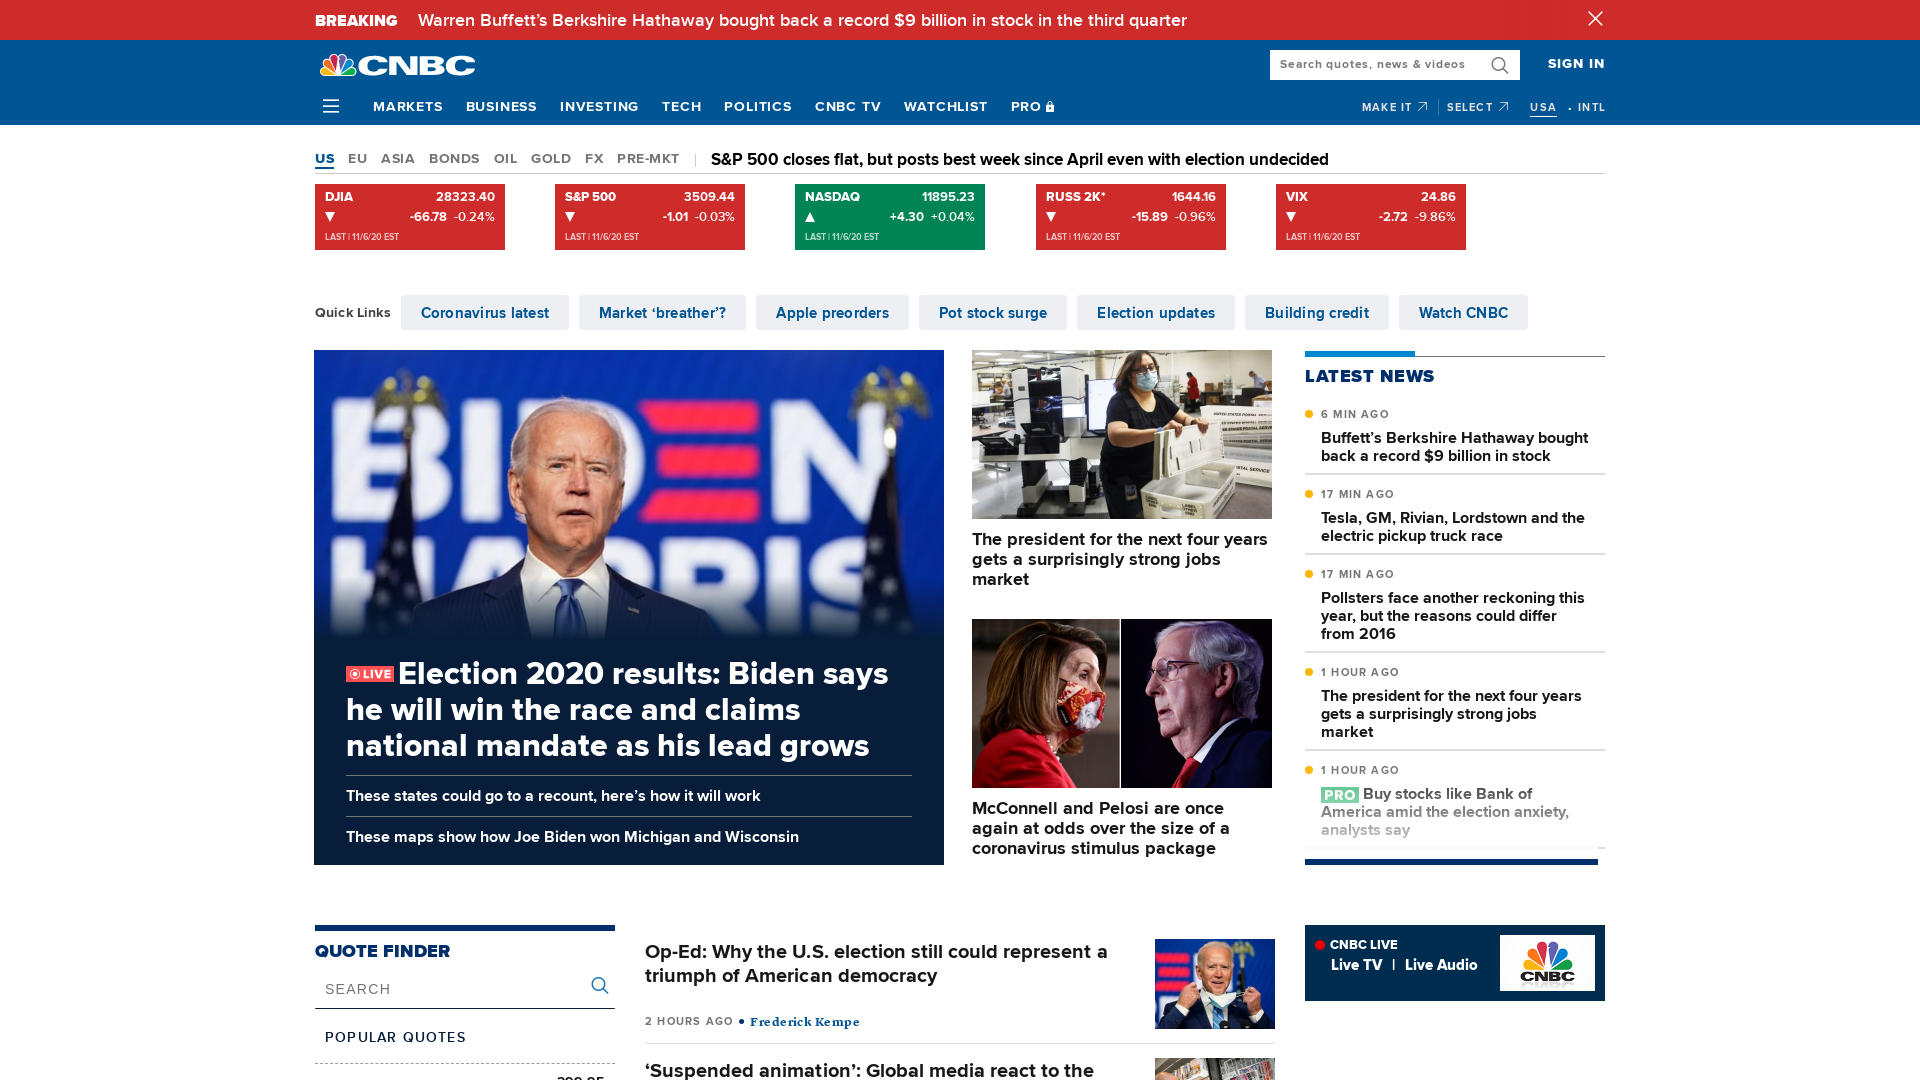 BREAKING Warren Buffett’s Berkshire Hathaway bought back a record $9 billion in stock in the third quarter
CNBC
Search quotes, news & videos
SIGN IN
MARKETS BUSINESS INVESTING TECH POLITICS CNBC TV WATCHLIST PRO
MAKE IT SELECT USA • INTL
US EU ASIA BONDS OIL GOLD FX PRE-MKT S&P 500 closes flat, but posts best week since April even with election undecided
DJIA 28323.40
-66.78 -0.24%
LAST | 11/6/20 EST
S&P 500 3509.44
-1.01 -0.03%
LAST | 11/6/20 EST
NASDAQ 11895.23
+4.30 +0.04%
LAST | 11/6/20 EST
RUSS 2K* 1644.16
-15.89 -0.96%
LAST | 11/6/20 EST
VIX 24.86
-2.72 -9.86%
LAST | 11/6/20 EST
Quick Links Coronavirus latest Market ‘breather’? Apple preorders Pot stock surge Election updates Building credit Watch CNBC
BIDEN
HARRIS
LIVE Election 2020 results: Biden says
he will win the race and claims
national mandate as his lead grows
These states could go to a recount, here’s how it will work
These maps show how Joe Biden won Michigan and Wisconsin
The president for the next four years
gets a surprisingly strong jobs
market
McConnell and Pelosi are once
again at odds over the size of a
coronavirus stimulus package
LATEST NEWS
6 MIN AGO
Buffett’s Berkshire Hathaway bought
back a record $9 billion in stock
17 MIN AGO
Tesla, GM, Rivian, Lordstown and the
electric pickup truck race
17 MIN AGO
Pollsters face another reckoning this
year, but the reasons could differ
from 2016
1 HOUR AGO
The president for the next four years
gets a surprisingly strong jobs
market
1 HOUR AGO
PRO Buy stocks like Bank of
America amid the election anxiety,
analysts say
QUOTE FINDER
SEARCH
POPULAR QUOTES
Op-Ed: Why the U.S. election still could represent a
triumph of American democracy
2 HOURS AGO • Frederick Kempe
‘Suspended animation’: Global media react to the
CNBC LIVE
Live TV | Live Audio
CNBC